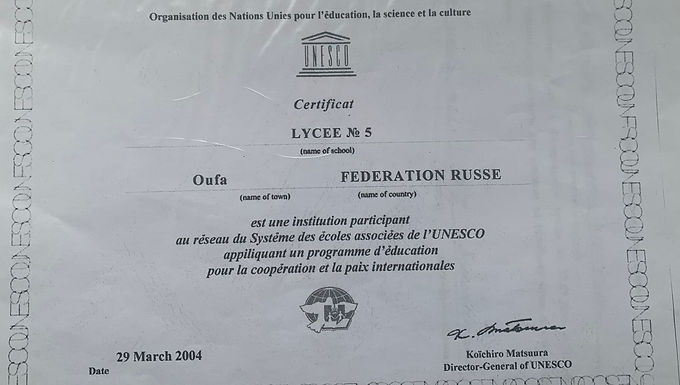 Organisation des Nations Unies pour l'éducation, la science et la culture
UNESCO
Certificat
LYCEE № 5
(name of school)
Oufa FEDERATION RUSSE
(name of town) (name of country)
est une institution participant
au réseau du Système des écoles associées de l'UNESCO
appiliquant un programme d'éducation
pour la coopération et la paix internationales
29 March 2004
Date
K. Matsuura
Koïchiro Matsuura
Director-General of UNESCO